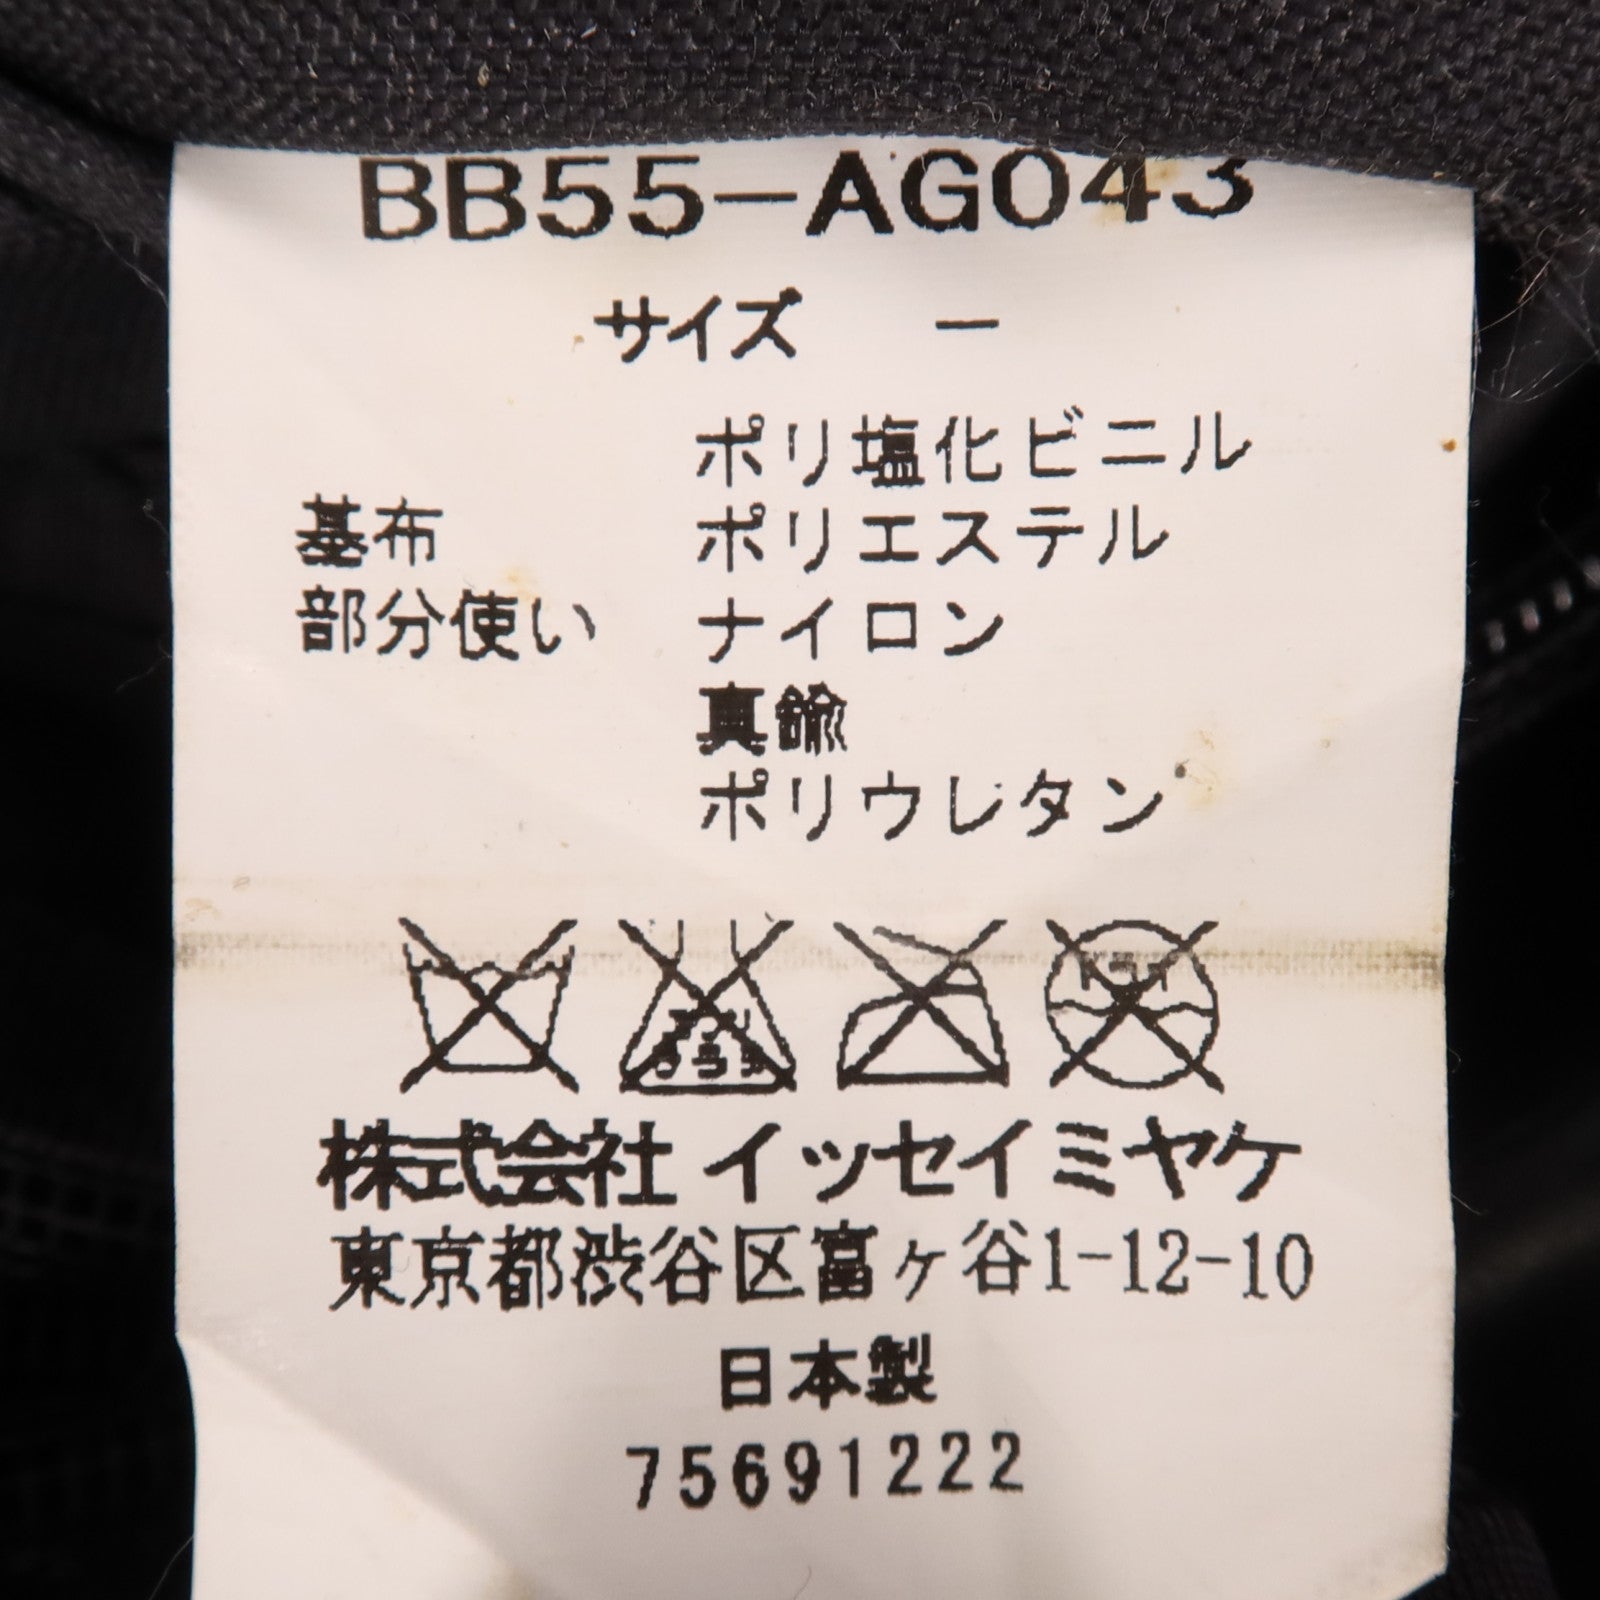 BB55-AG043
サイズ －
ポリ塩化ビニル
基布 ポリエステル
部分使い ナイロン
真鍮
ポリウレタン
株式会社 イッセイミヤケ
東京都渋谷区富ヶ谷1-12-10
日本製
75691222